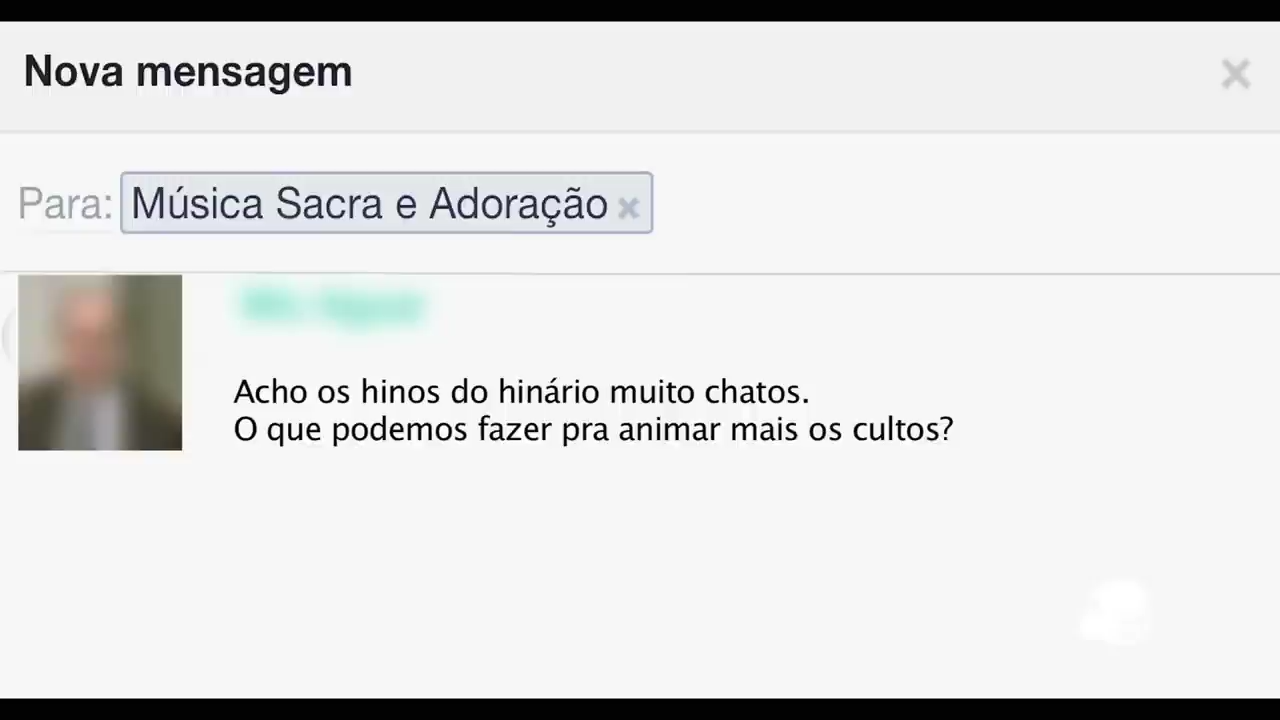 Nova mensagem
Para: Música Sacra e Adoração
Acho os hinos do hinário muito chatos.
O que podemos fazer pra animar mais os cultos?